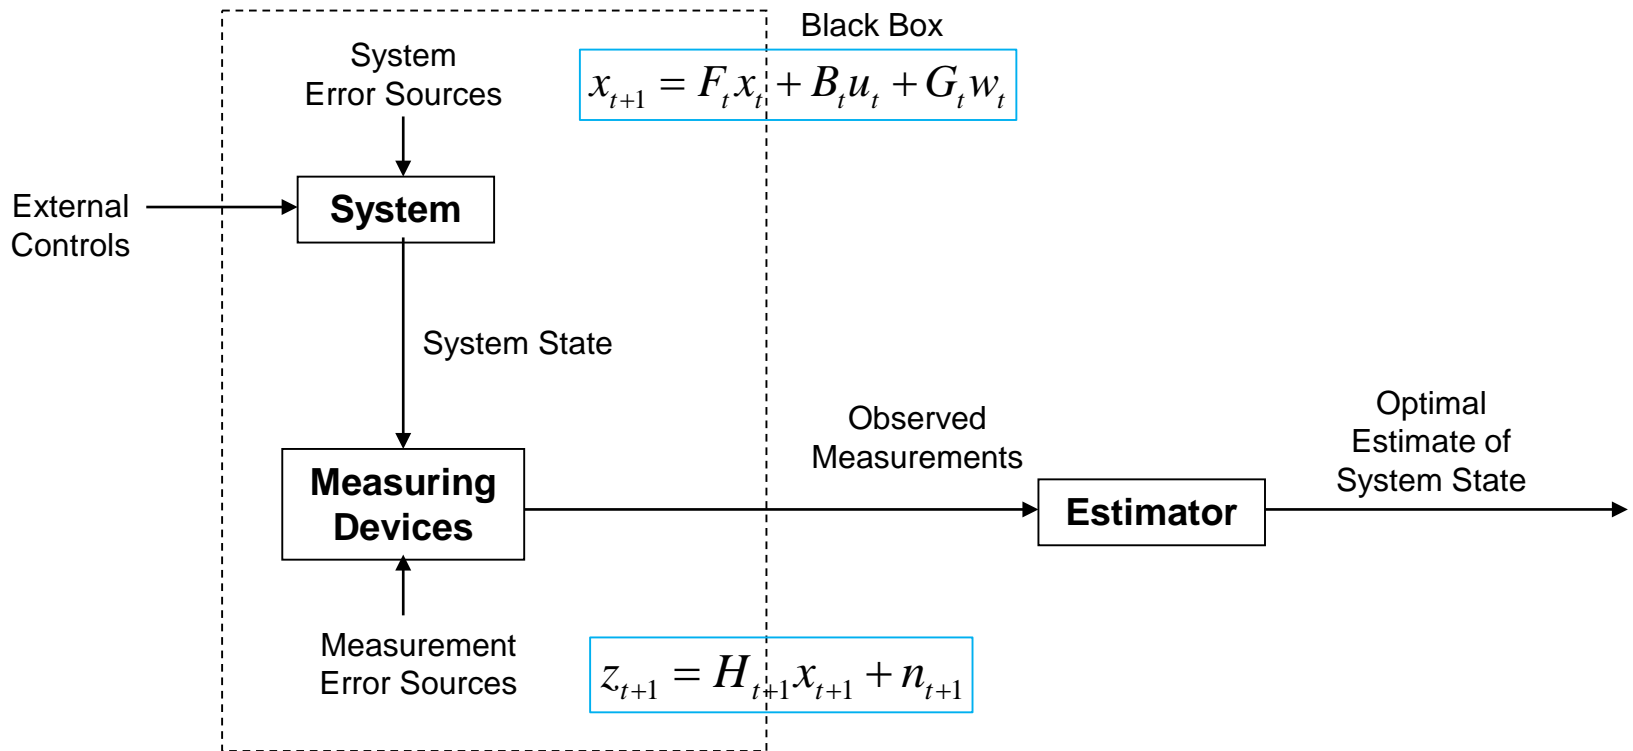 Black Box
System
Error Sources
x_{t+1} = F_t x_t + B_t u_t + G_t w_t
External
Controls
System
System State
Observed
Measurements
Optimal
Estimate of
System State
Measuring
Devices
Estimator
Measurement
Error Sources
z_{t+1} = H_{t+1} x_{t+1} + n_{t+1}